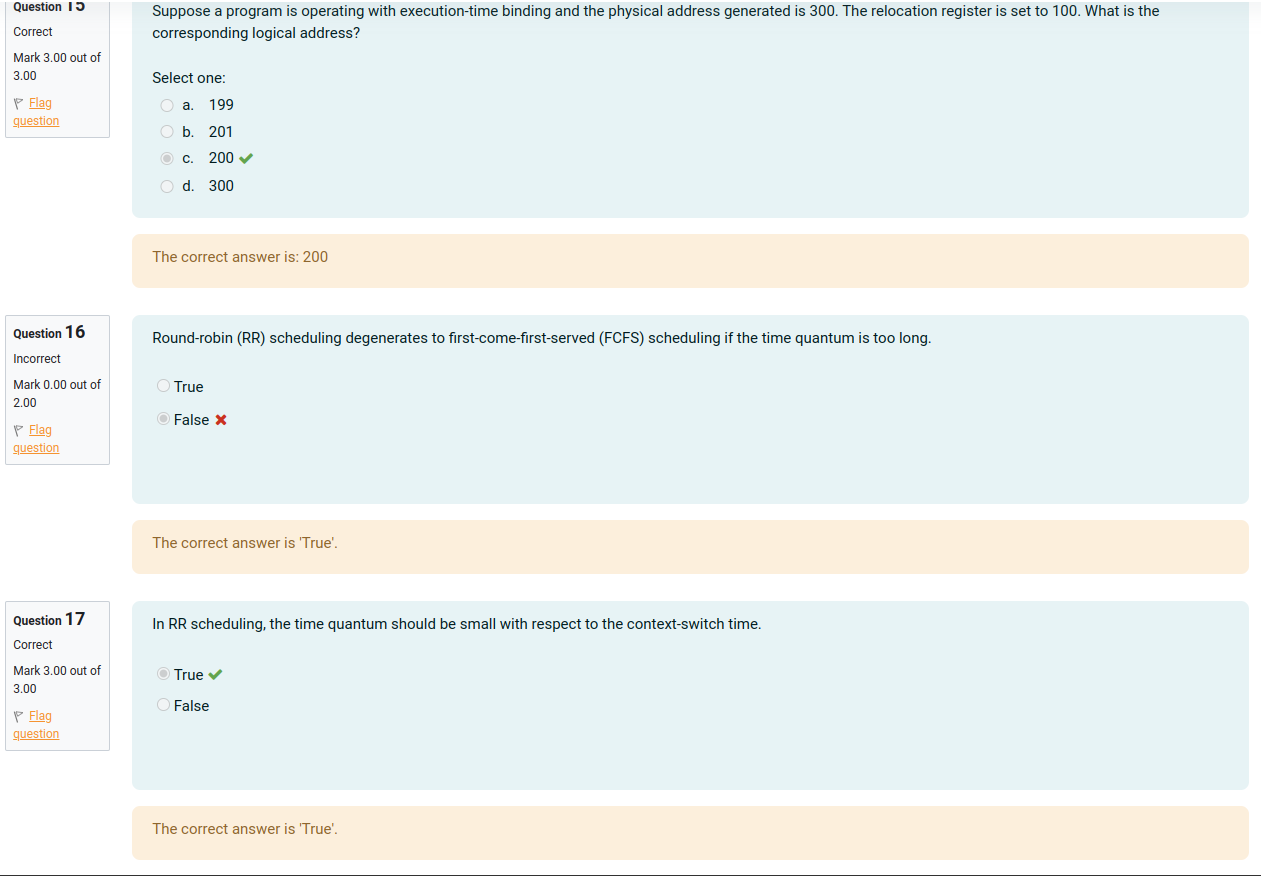 Question 15
Correct
Mark 3.00 out of
3.00
Flag
question
Suppose a program is operating with execution-time binding and the physical address generated is 300. The relocation register is set to 100. What is the
corresponding logical address?
Select one:
a. 199
b. 201
c. 200
d. 300
The correct answer is: 200
Question 16
Incorrect
Mark 0.00 out of
2.00
Flag
question
Round-robin (RR) scheduling degenerates to first-come-first-served (FCFS) scheduling if the time quantum is too long.
True
False
The correct answer is 'True'.
Question 17
Correct
Mark 3.00 out of
3.00
Flag
question
In RR scheduling, the time quantum should be small with respect to the context-switch time.
True
False
The correct answer is 'True'.